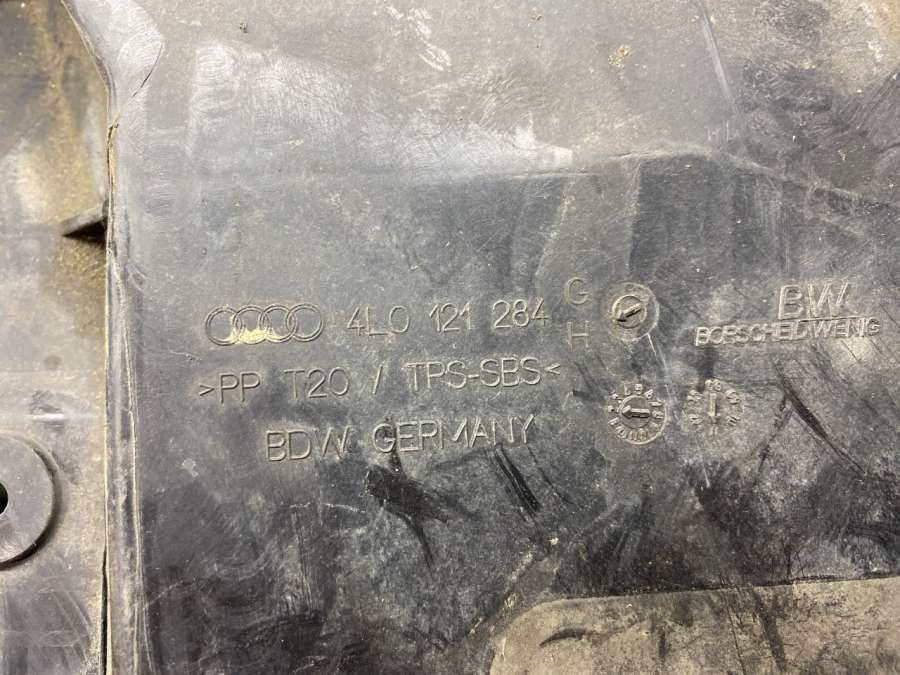 4L0 121 284 G
H
>PP T20 / TPS-SBS<
BDW GERMANY
BW
BORSCHEIDWENIG